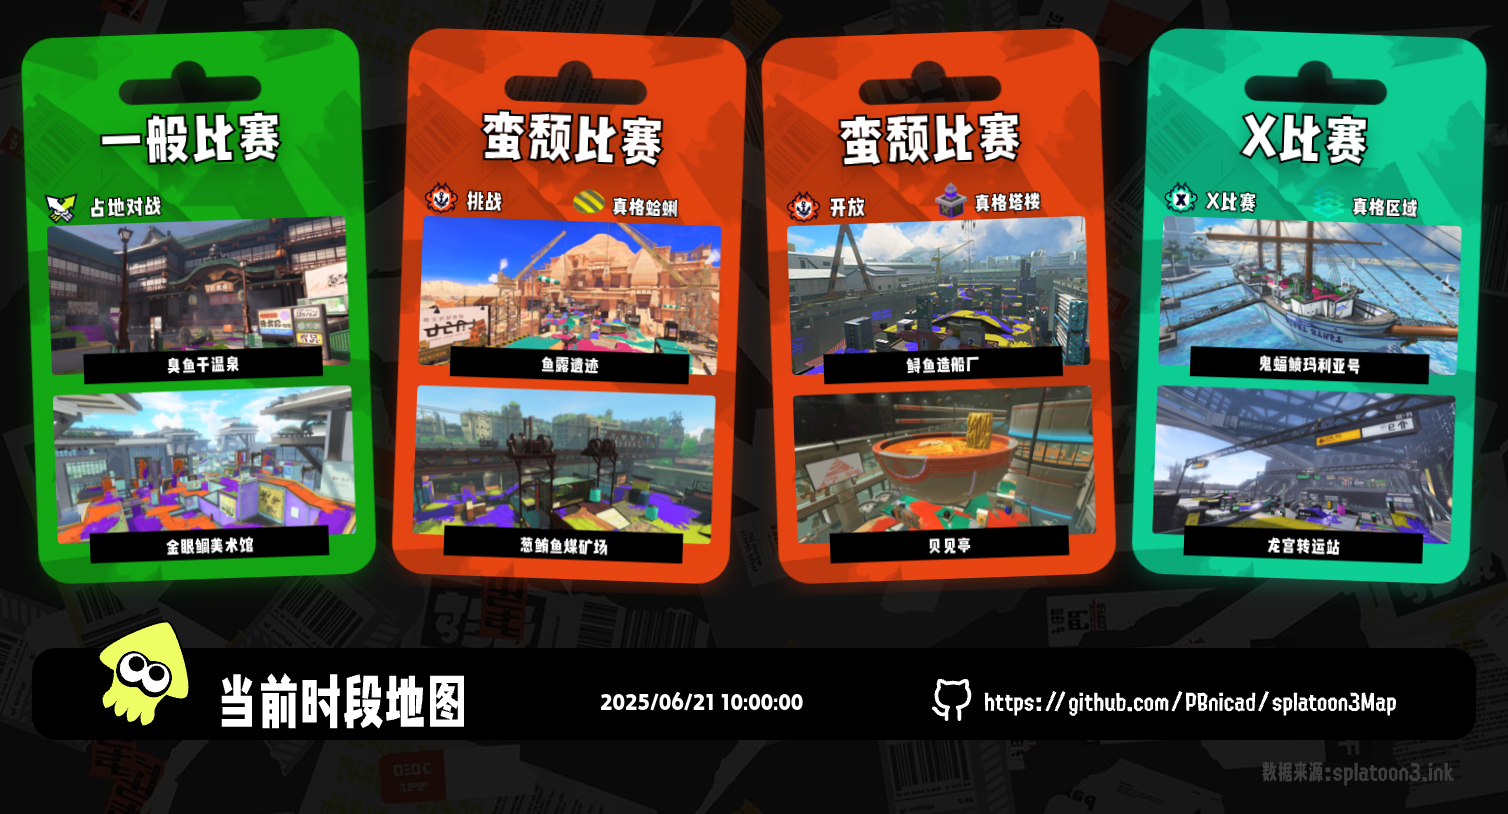 一般比赛
占地对战
臭鱼干温泉
金眼鲷美术馆
蛮颓比赛
挑战
真格蛤蜊
鱼露遗迹
葱鲔鱼煤矿场
蛮颓比赛
开放
真格塔楼
鲟鱼造船厂
贝见亭
X比赛
X比赛
真格区域
鬼蝠鲼玛利亚号
龙宫转运站
当前时段地图
2025/06/21 10:00:00
https://github.com/PBnicad/splatoon3Map
数据来源:splatoon3.ink